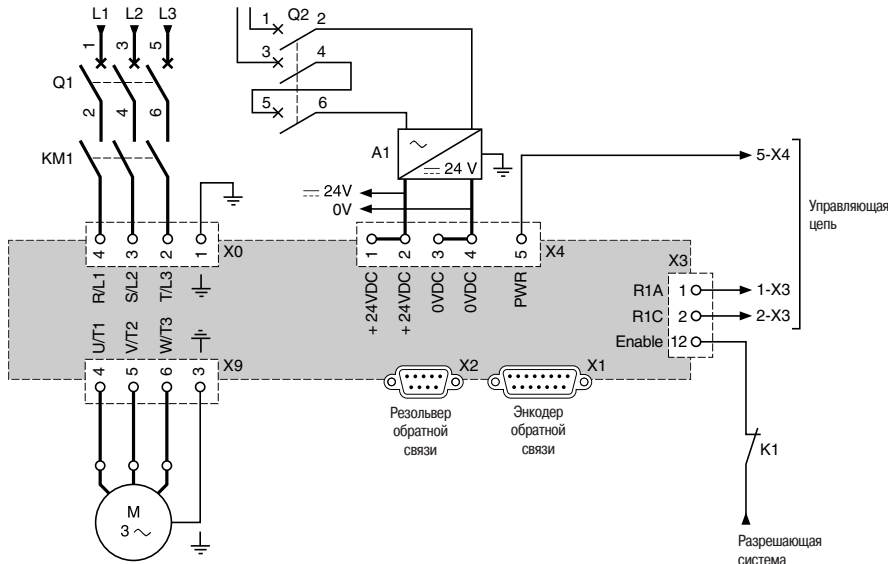 L1 L2 L3
1 3 5
Q1
2 4 6
KM1
Q2
1 2
3 4
5 6
A1
24 V
24V
0V
5-X4
Управляющая
цепь
4 3 2 1 X0
R/L1 S/L2 T/L3
1 2 3 4 5 X4
+24VDC +24VDC 0VDC 0VDC PWR
X3
R1A 1 1-X3
R1C 2 2-X3
Enable 12
U/T1 V/T2 W/T3
4 5 6 3 X9
X2 X1
Резольвер
обратной
связи
Энкодер
обратной
связи
K1
M
3
Разрешающая
система